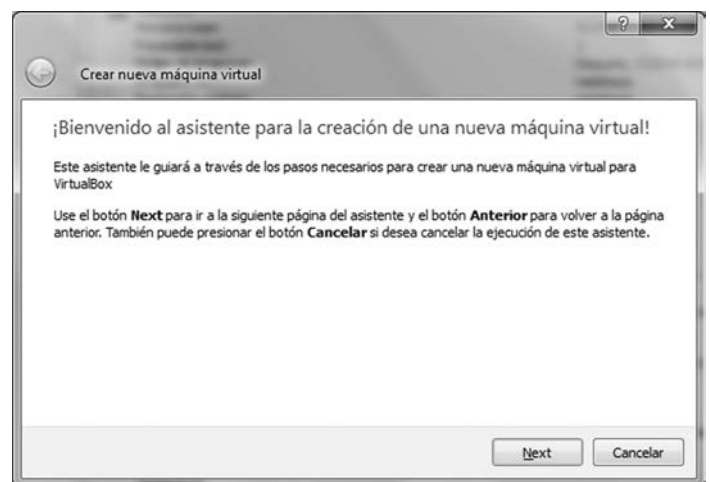 Crear nueva máquina virtual
¡Bienvenido al asistente para la creación de una nueva máquina virtual!
Este asistente le guiará a través de los pasos necesarios para crear una nueva máquina virtual para
VirtualBox
Use el botón Next para ir a la siguiente página del asistente y el botón Anterior para volver a la página
anterior. También puede presionar el botón Cancelar si desea cancelar la ejecución de este asistente.
Next Cancelar